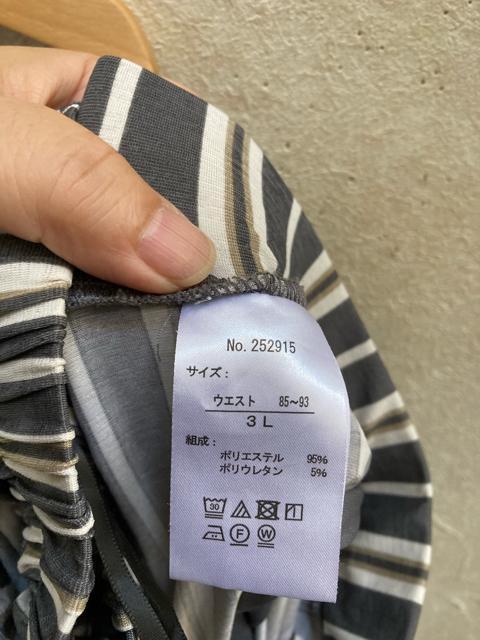 No. 252915
サイズ:
ウエスト 85～93
3L
組成:
ポリエステル 95%
ポリウレタン 5%
30
F W